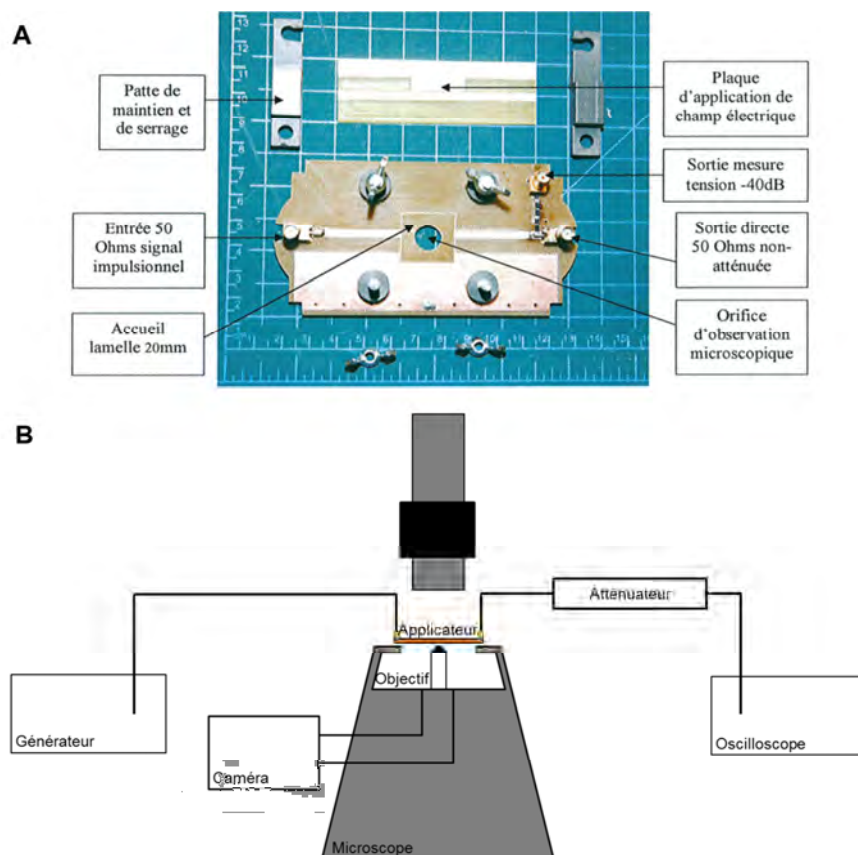 A
Patte de
maintien et
de serrage
Plaque
d'application de
champ électrique
Sortie mesure
tension -40dB
Entrée 50
Ohms signal
impulsionnel
Sortie directe
50 Ohms non-
atténuée
Accueil
lamelle 20mm
Orifice
d'observation
microscopique
B
Atténuateur
Applicateur
Objectif
Générateur
Caméra
Oscilloscope
Microscope